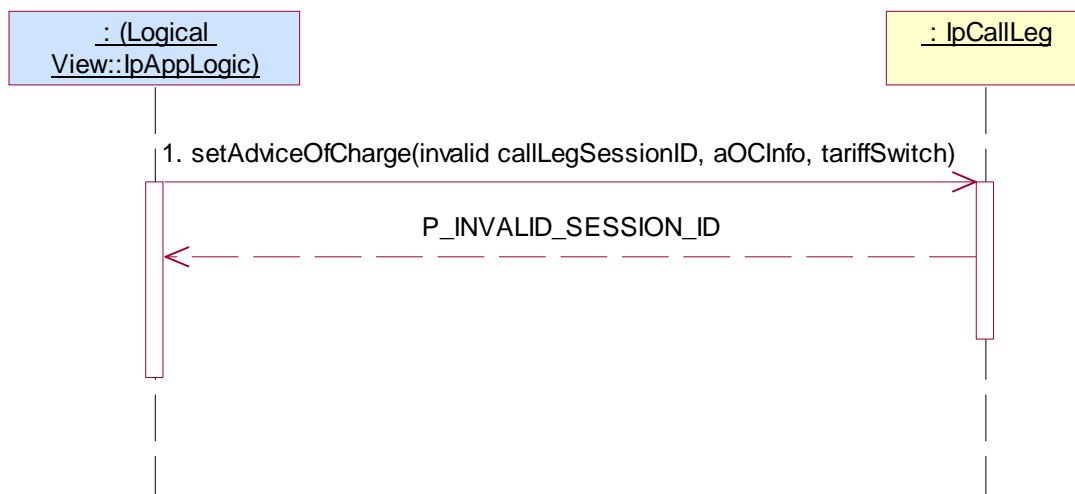 : (Logical
View::IpAppLogic)
: IpCallLeg
1. setAdviceOfCharge(invalid callLegSessionID, aOCInfo, tariffSwitch)
P_INVALID_SESSION_ID